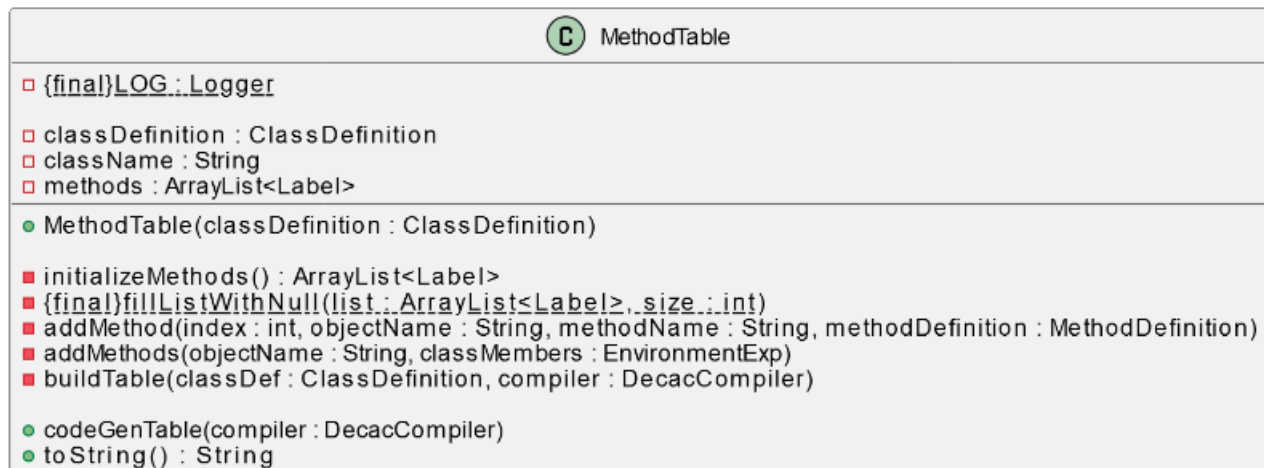 C MethodTable
{final}LOG : Logger
classDefinition : ClassDefinition
className : String
methods : ArrayList<Label>
MethodTable(classDefinition : ClassDefinition)
initializeMethods() : ArrayList<Label>
{final}fillListWithNull(list : ArrayList<Label>, size : int)
addMethod(index : int, objectName : String, methodName : String, methodDefinition : MethodDefinition)
addMethods(objectName : String, classMembers : EnvironmentExp)
buildTable(classDef : ClassDefinition, compiler : DecacCompiler)
codeGenTable(compiler : DecacCompiler)
toString() : String